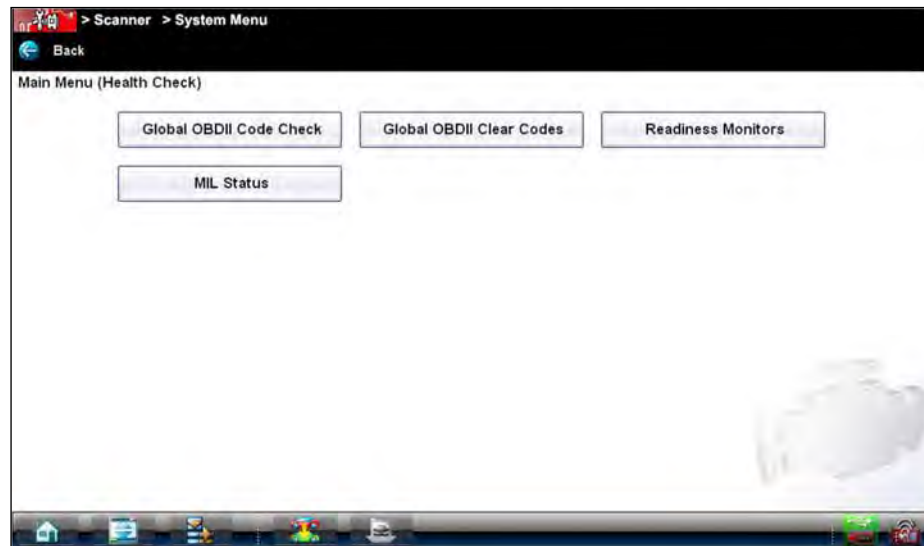 > Scanner > System Menu
Back
Main Menu (Health Check)
Global OBDII Code Check Global OBDII Clear Codes Readiness Monitors
MIL Status